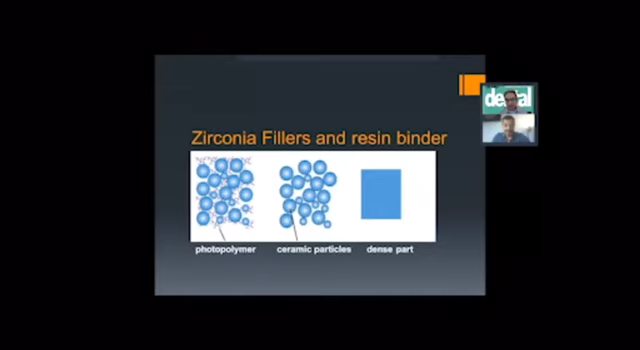 Zirconia Fillers and resin binder
photopolymer
ceramic particles
dense part